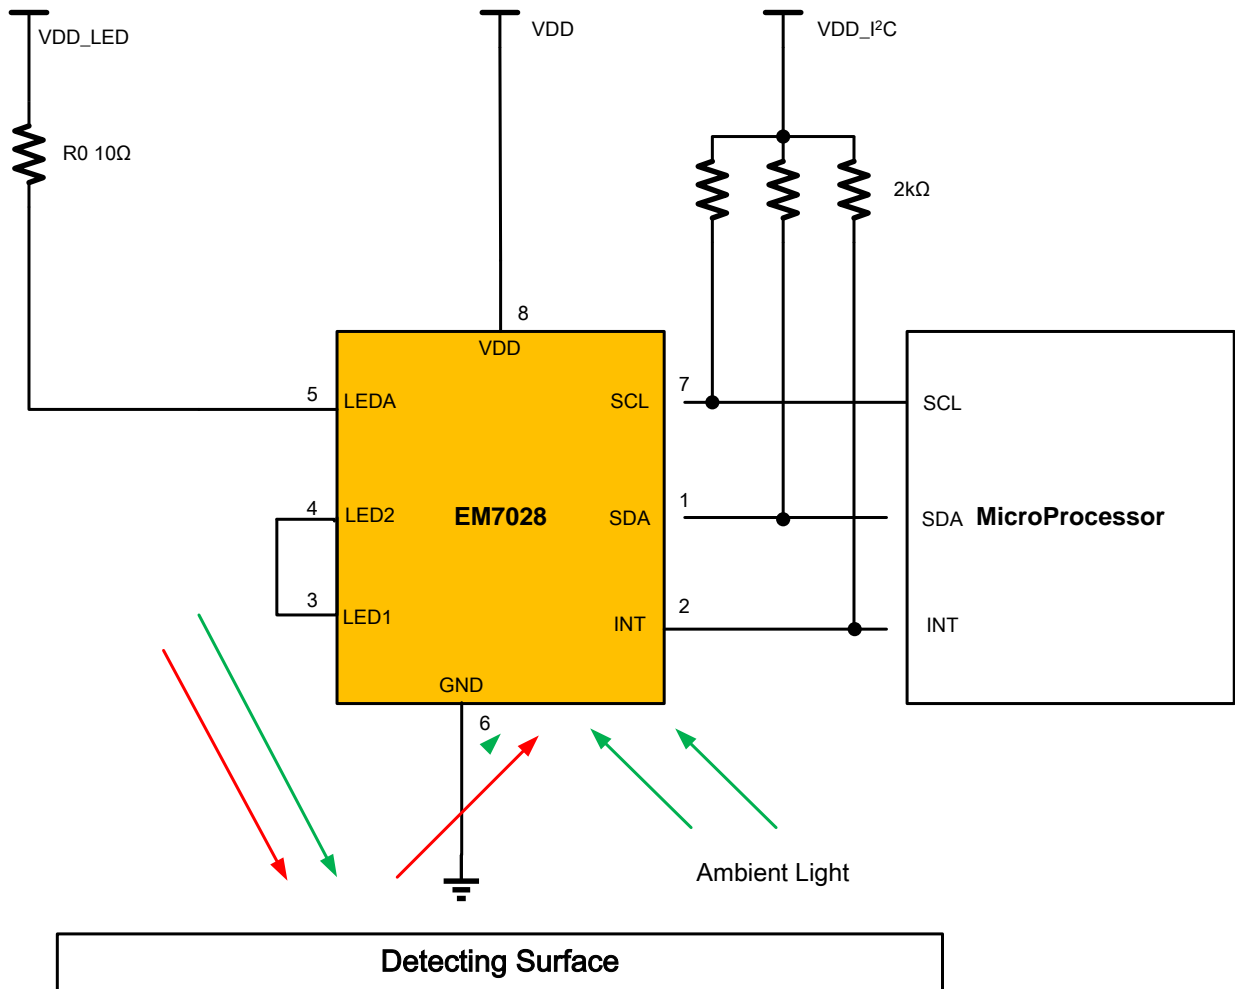 VDD_LED
VDD
VDD_I²C
R0 10Ω
2kΩ
8
VDD
5
LEDA
SCL
7
SCL
4
LED2
EM7028
SDA
1
SDA
MicroProcessor
3
LED1
INT
2
INT
GND
6
Ambient Light
Detecting Surface